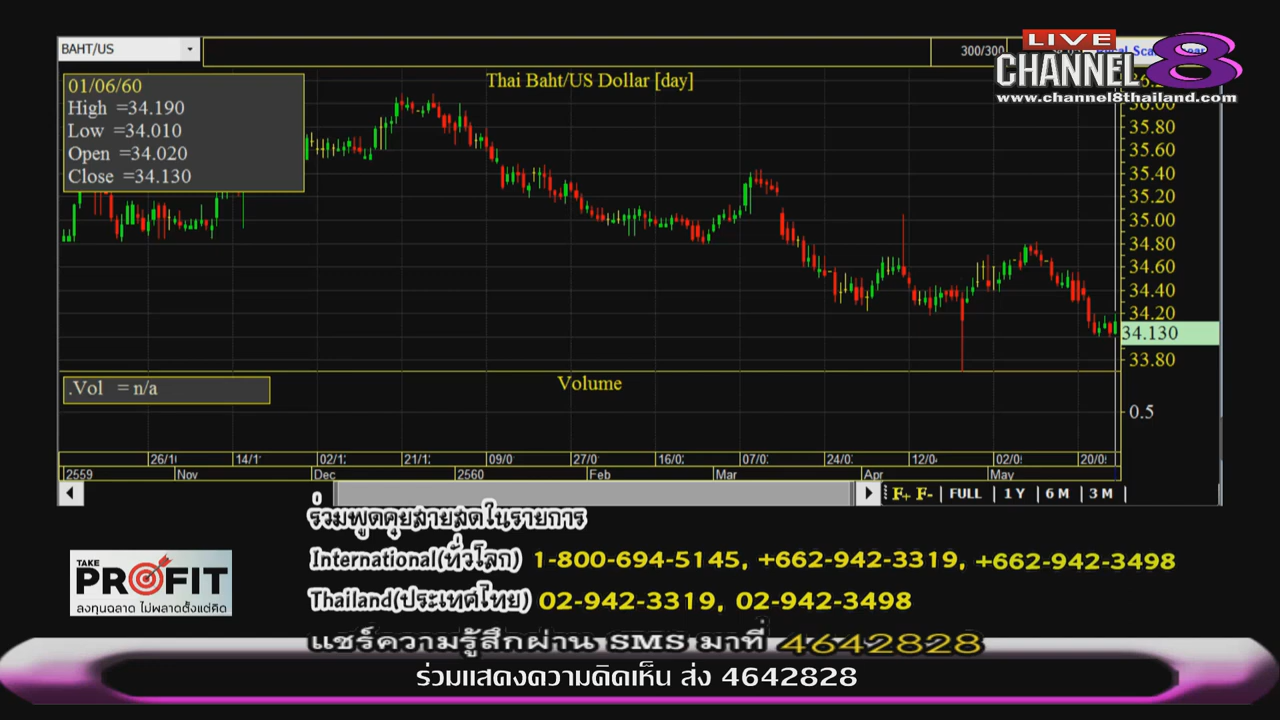 BAHT/US
300/300
LIVE
CHANNEL 8
www.channel8thailand.com
Thai Baht/US Dollar [day]
01/06/60
High =34.190
Low =34.010
Open =34.020
Close =34.130
36.00
35.80
35.60
35.40
35.20
35.00
34.80
34.60
34.40
34.20
34.130
33.80
.Vol = n/a
Volume
0.5
26/1 14/1 02/1 21/1 09/0 27/0 16/0 07/0 24/0 12/0 02/0 20/0
2559 Nov Dec 2560 Feb Mar Apr May
F+ F- FULL 1 Y 6 M 3 M
0
รวมพูดคุยสายสดในรายการ
International(ทั่วโลก) 1-800-694-5145, +662-942-3319, +662-942-3498
Thailand(ประเทศไทย) 02-942-3319, 02-942-3498
TAKE
PROFIT
ลงทุนฉลาด ไม่พลาดตั้งแต่คิด
แชร์ความรู้สึกผ่าน SMS มาที่ 4642828
ร่วมแสดงความคิดเห็น ส่ง 4642828